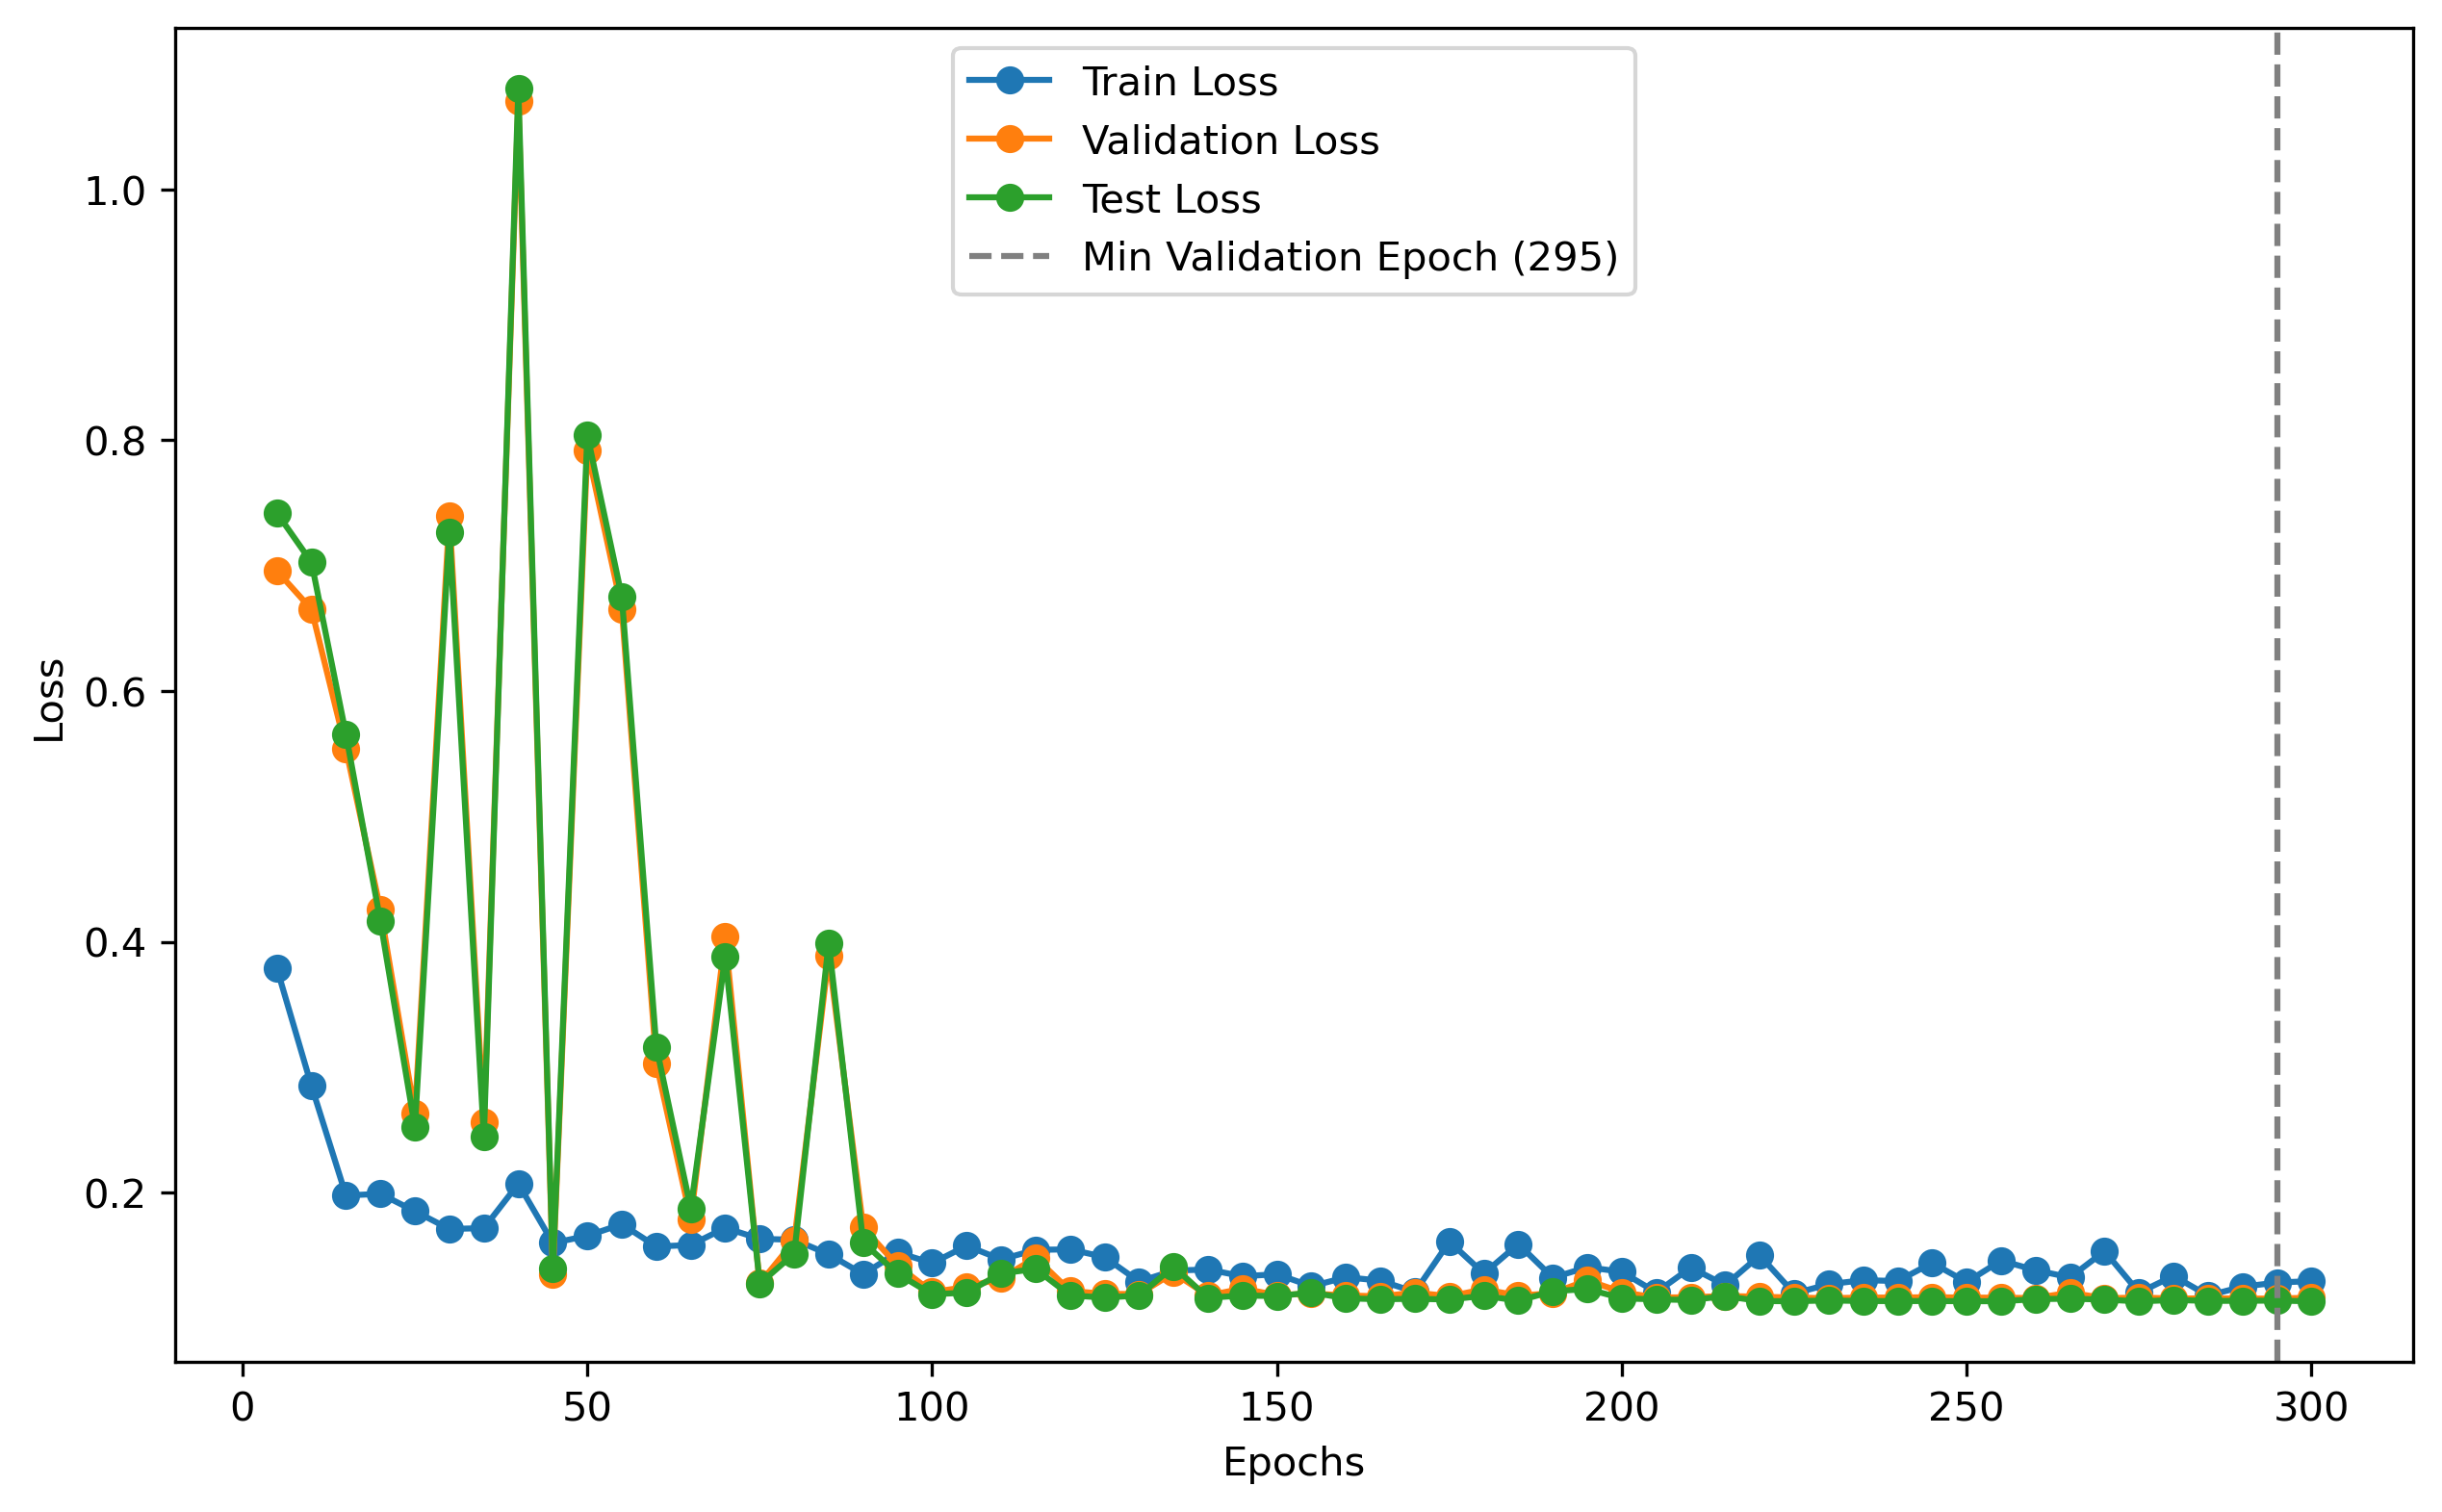 Train Loss
Validation Loss
Test Loss
Min Validation Epoch (295)
1.0
0.8
0.6
0.4
0.2
Loss
0 50 100 150 200 250 300
Epochs